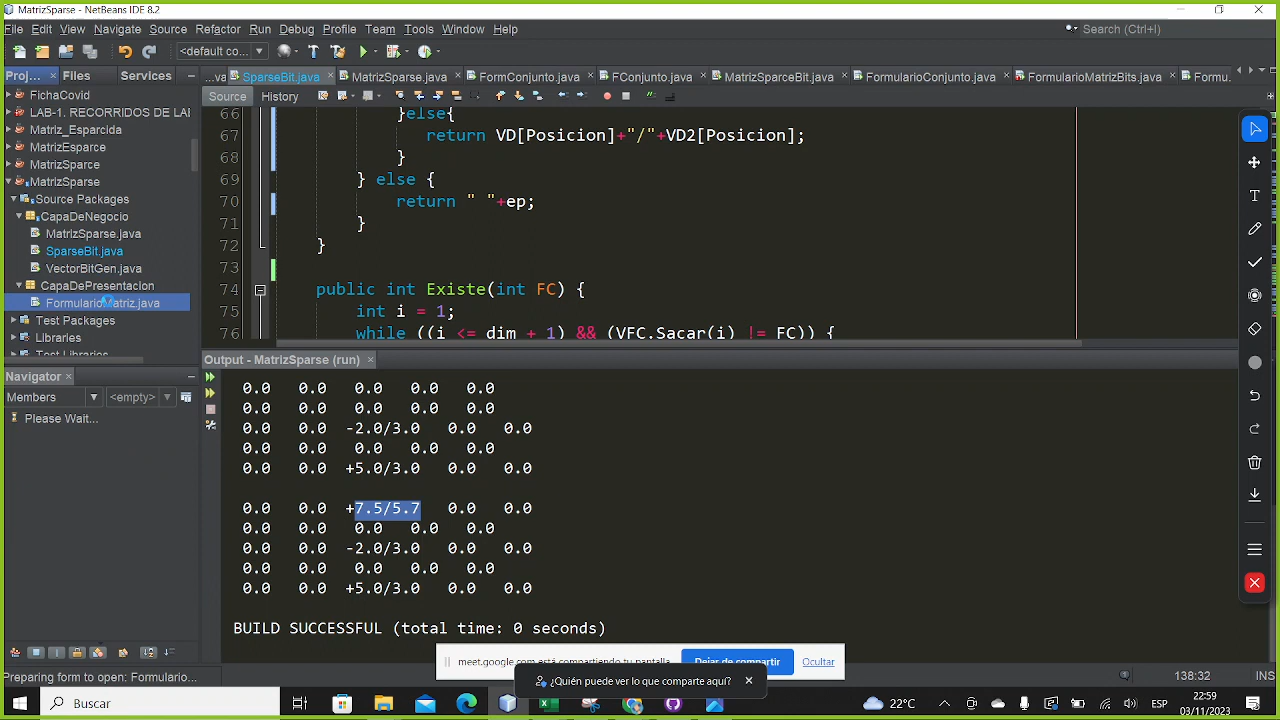 MatrizSparse - NetBeans IDE 8.2
File Edit View Navigate Source Refactor Run Debug Profile Team Tools Window Help
Search (Ctrl+I)
<default co...
Proj... × Files Services
...va SparseBit.java × MatrizSparse.java × FormConjunto.java × FConjunto.java × MatrizSparceBit.java × FormularioConjunto.java × FormularioMatrizBits.java × Formu...
Source History
FichaCovid
LAB-1. RECORRIDOS DE LAI
Matriz_Esparcida
MatrizEsparce
MatrizSparce
MatrizSparse
Source Packages
CapaDeNegocio
MatrizSparse.java
SparseBit.java
VectorBitGen.java
CapaDePresentacion
FormularioMatriz.java
Test Packages
Libraries
Test Libraries
66 }else{
67 return VD[Posicion]+"/"+VD2[Posicion];
68 }
69 } else {
70 return " "+ep;
71 }
72 }
73
74 public int Existe(int FC) {
75 int i = 1;
76 while ((i <= dim + 1) && (VFC.Sacar(i) != FC)) {
Output - MatrizSparse (run) ×
0.0 0.0 0.0 0.0 0.0
0.0 0.0 0.0 0.0 0.0
0.0 0.0 -2.0/3.0 0.0 0.0
0.0 0.0 0.0 0.0 0.0
0.0 0.0 +5.0/3.0 0.0 0.0
0.0 0.0 +7.5/5.7 0.0 0.0
0.0 0.0 0.0 0.0 0.0
0.0 0.0 -2.0/3.0 0.0 0.0
0.0 0.0 0.0 0.0 0.0
0.0 0.0 +5.0/3.0 0.0 0.0
BUILD SUCCESSFUL (total time: 0 seconds)
Navigator ×
Members <empty>
Please Wait...
meet.google.com está compartiendo tu pantalla. Dejar de compartir Ocultar
¿Quién puede ver lo que comparte aquí? ×
Preparing form to open: Formulario...
138:32 INS
Buscar
22°C
ESP
22:59
03/11/2023